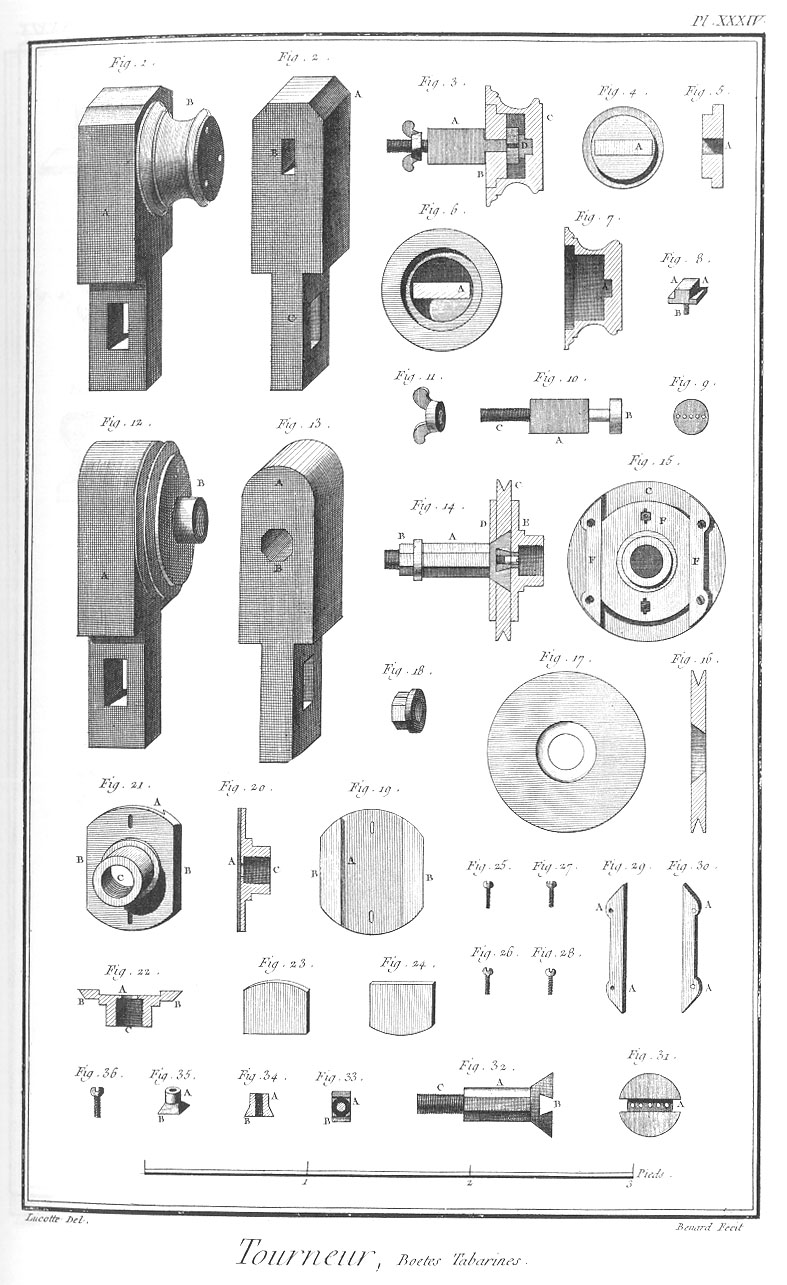 Pl. XXXIV.
Fig. 1. Fig. 2. Fig. 3. Fig. 4. Fig. 5.
B A A C A A
E D
A B
G
Fig. 6. Fig. 7. Fig. 8.
A A A A
B
Fig. 11. Fig. 10. Fig. 9.
B
C A
Fig. 12. Fig. 13. Fig. 14. Fig. 15.
B A B A D C E C
F F F
A B
Fig. 18. Fig. 17. Fig. 16.
Fig. 21. Fig. 20. Fig. 19.
A
B B A C B A B
C
Fig. 25. Fig. 27. Fig. 29. Fig. 30.
A A
Fig. 26. Fig. 28.
A A
Fig. 22. Fig. 23. Fig. 24.
A
B B
C
Fig. 36. Fig. 35. Fig. 34. Fig. 33. Fig. 32. Fig. 31.
A A A C A B A
B B B
1 2 3 Pieds.
Lucotte Del. Benard Fecit
Tourneur, Boetes Tabarines.